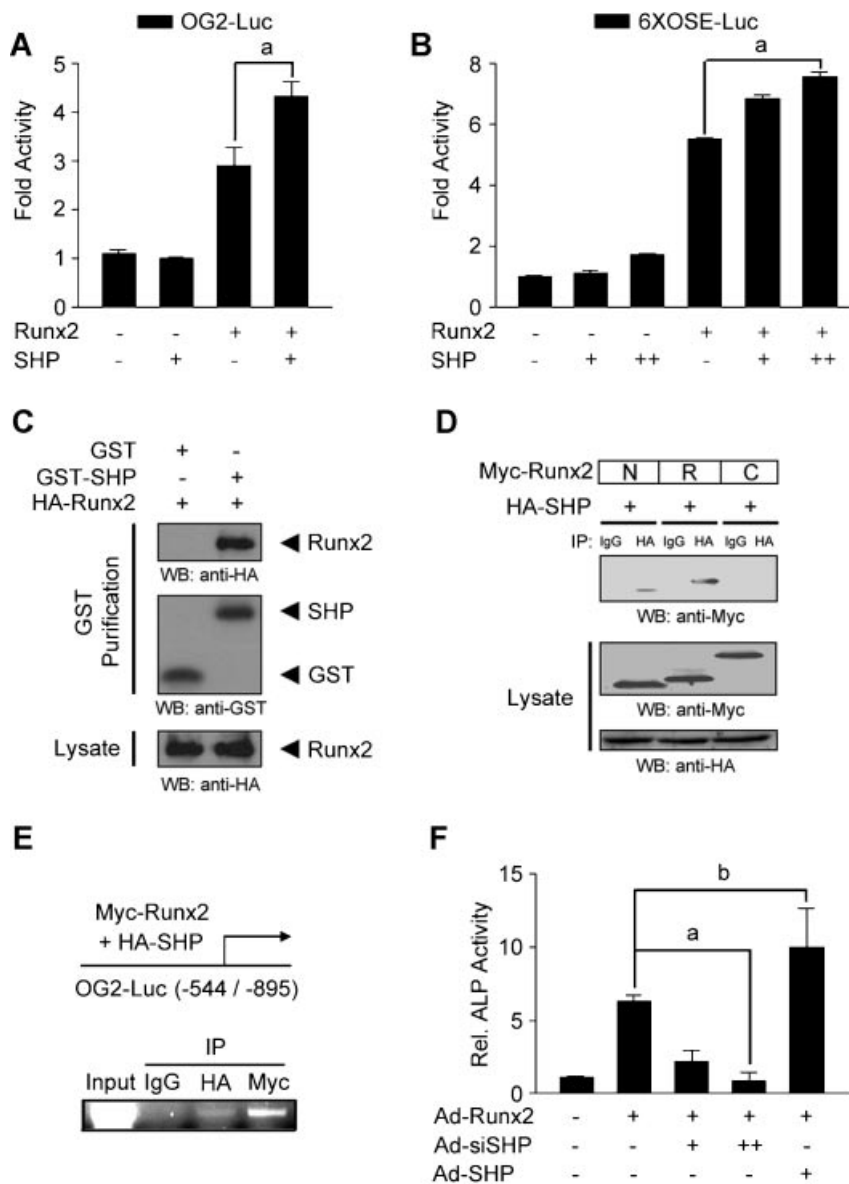 A
OG2-Luc
a
Fold Activity
5
4
3
2
1
0
Runx2 - - + +
SHP - + - +
B
6XOSE-Luc
a
Fold Activity
8
6
4
2
0
Runx2 - - - + + +
SHP - + ++ - + ++
C
GST + -
GST-SHP - +
HA-Runx2 + +
GST Purification
Runx2
WB: anti-HA
SHP
GST
WB: anti-GST
Lysate
Runx2
WB: anti-HA
D
Myc-Runx2 N R C
HA-SHP + + +
IP: IgG HA IgG HA IgG HA
WB: anti-Myc
Lysate
WB: anti-Myc
WB: anti-HA
E
Myc-Runx2
+ HA-SHP
OG2-Luc (-544 / -895)
IP
Input IgG HA Myc
F
b
a
Rel. ALP Activity
15
10
5
0
Ad-Runx2 - + + + +
Ad-siSHP - - + ++ -
Ad-SHP - - - - +